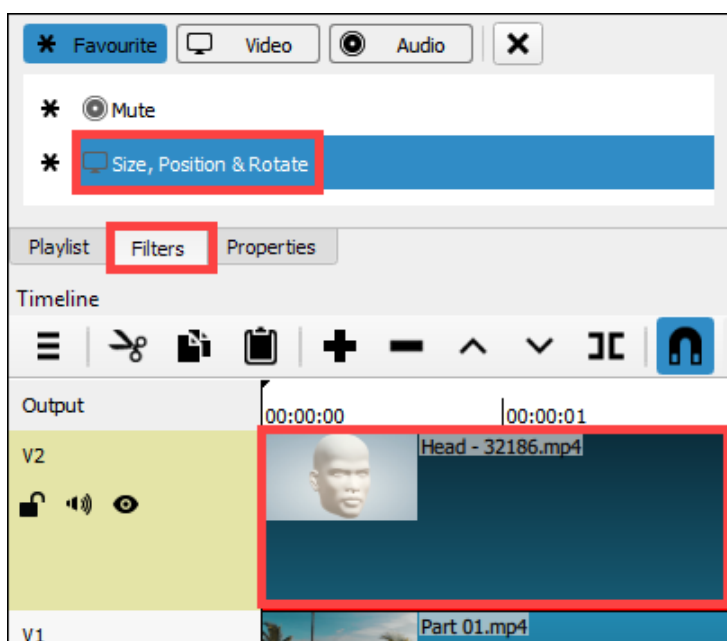 Favourite Video Audio
Mute
Size, Position & Rotate
Playlist Filters Properties
Timeline
Output 00:00:00 00:00:01
V2 Head - 32186.mp4
V1 Part 01.mp4